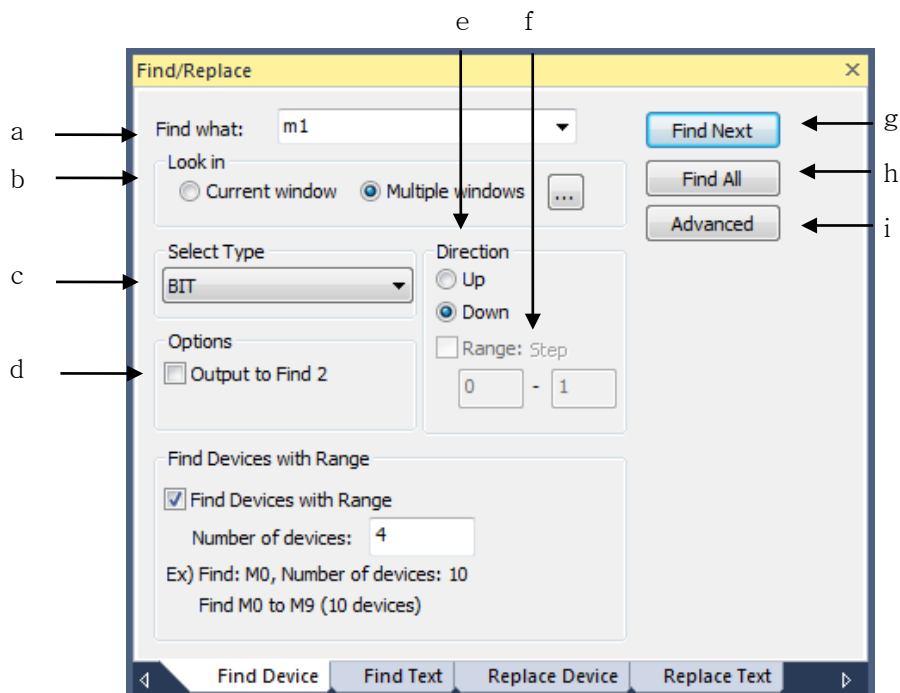 e f
Find/Replace
a Find what: m1 Find Next g
b Look in
Current window Multiple windows ... Find All h
Advanced i
Select Type Direction
c BIT Up
Down
Options Range: Step
d Output to Find 2 0 - 1
Find Devices with Range
Find Devices with Range
Number of devices: 4
Ex) Find: M0, Number of devices: 10
Find M0 to M9 (10 devices)
Find Device Find Text Replace Device Replace Text